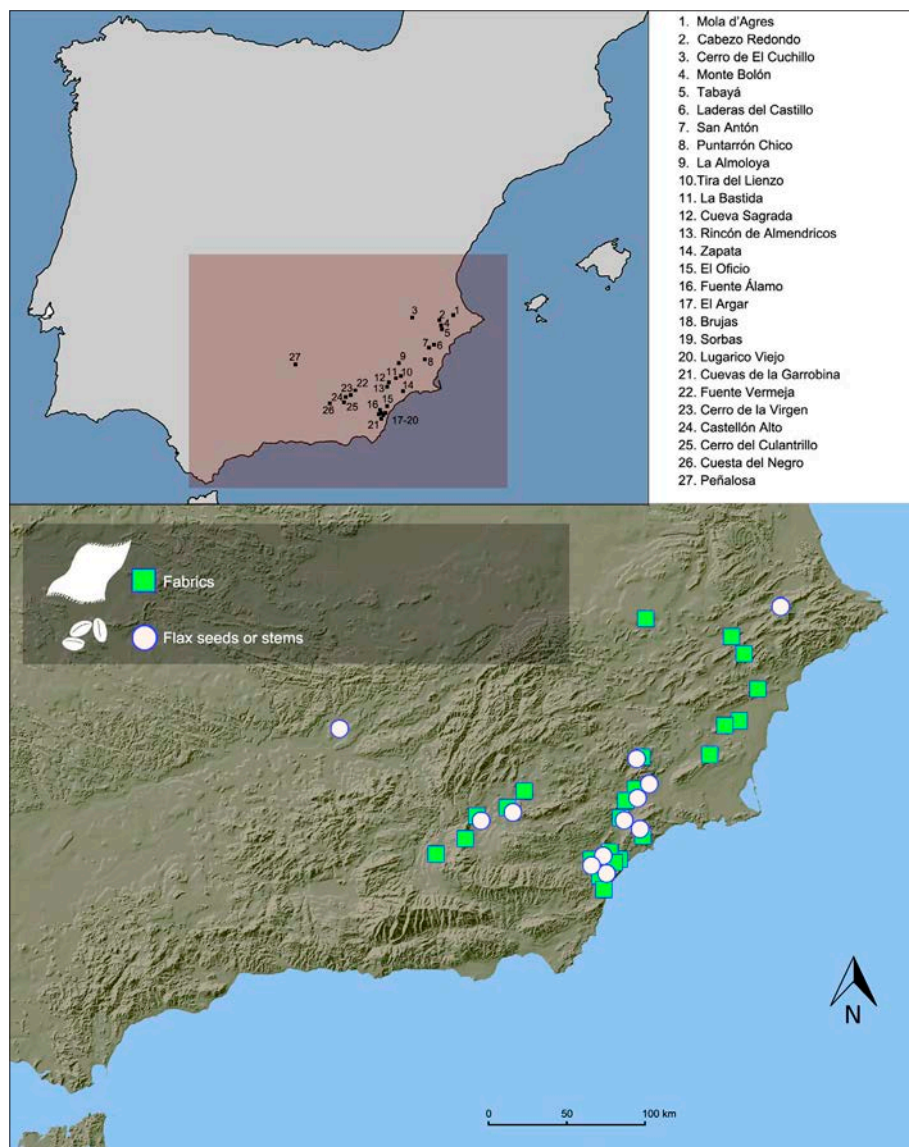 1. Mola d'Agres
2. Cabezo Redondo
3. Cerro de El Cuchillo
4. Monte Bolón
5. Tabayá
6. Laderas del Castillo
7. San Antón
8. Puntarrón Chico
9. La Almoloya
10.Tira del Lienzo
11. La Bastida
12. Cueva Sagrada
13. Rincón de Almendricos
14. Zapata
15. El Oficio
16. Fuente Álamo
17. El Argar
18. Brujas
19. Sorbas
20. Lugarico Viejo
21. Cuevas de la Garrobina
22. Fuente Vermeja
23. Cerro de la Virgen
24. Castellón Alto
25. Cerro del Culantrillo
26. Cuesta del Negro
27. Peñalosa
3
2
1
4
5
7
6
8
9
27
12
11
10
13
14
23
22
24
25
26
16
15
17-20
21
Fabrics
Flax seeds or stems
N
0
50
100 km